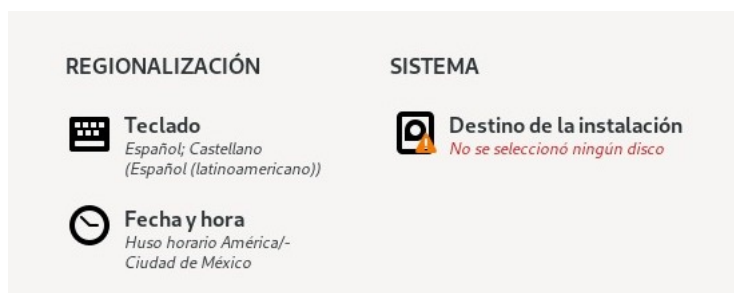 REGIONALIZACIÓN
Teclado
Español; Castellano
(Español (latinoamericano))
Fecha y hora
Huso horario América/-
Ciudad de México
SISTEMA
Destino de la instalación
No se seleccionó ningún disco